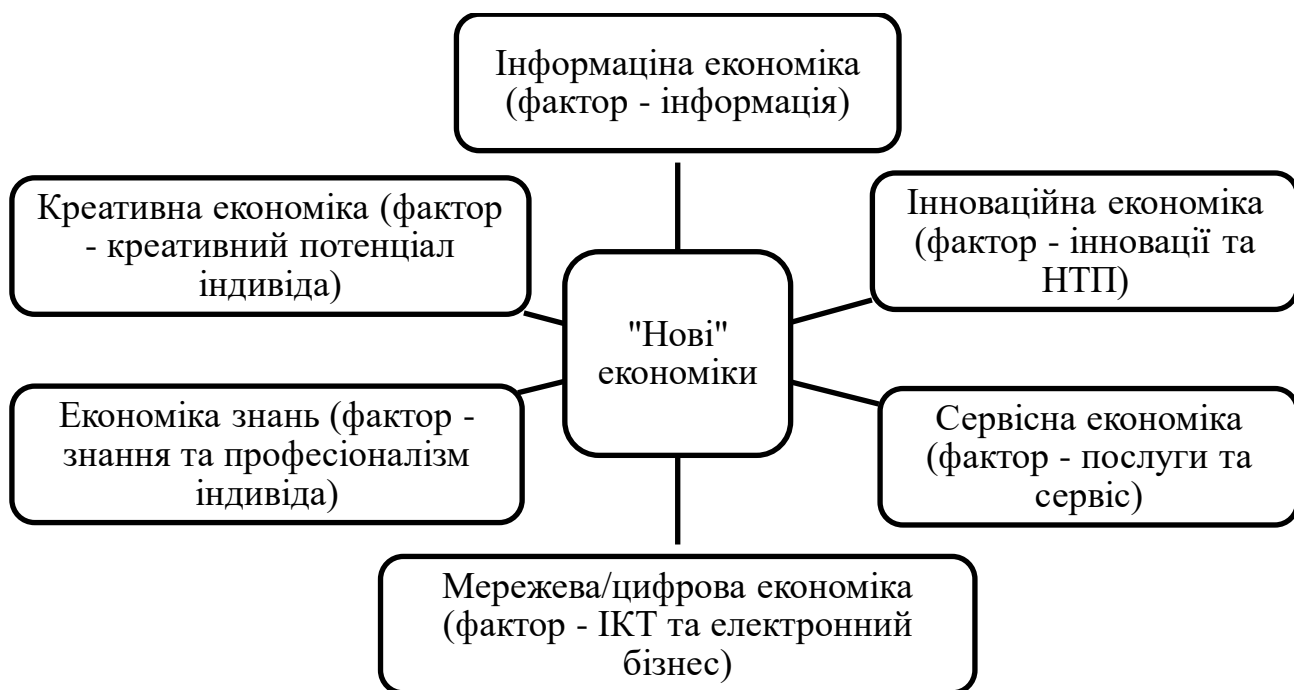 Інформаціна економіка
(фактор - інформація)
Креативна економіка (фактор
- креативний потенціал
індивіда)
Інноваційна економіка
(фактор - інновації та
НТП)
"Нові"
економіки
Економіка знань (фактор -
знання та професіоналізм
індивіда)
Сервісна економіка
(фактор - послуги та
сервіс)
Мережева/цифрова економіка
(фактор - ІКТ та електронний
бізнес)